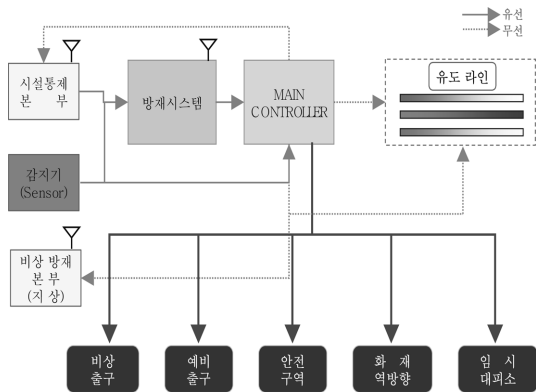 유선
무선
시설통제
본 부
방재시스템
MAIN
CONTROLLER
유도 라인
감지기
(Sensor)
비상 방재
본 부
(지 상)
비상
출구
예비
출구
안전
구역
화 재
역방향
임 시
대피소